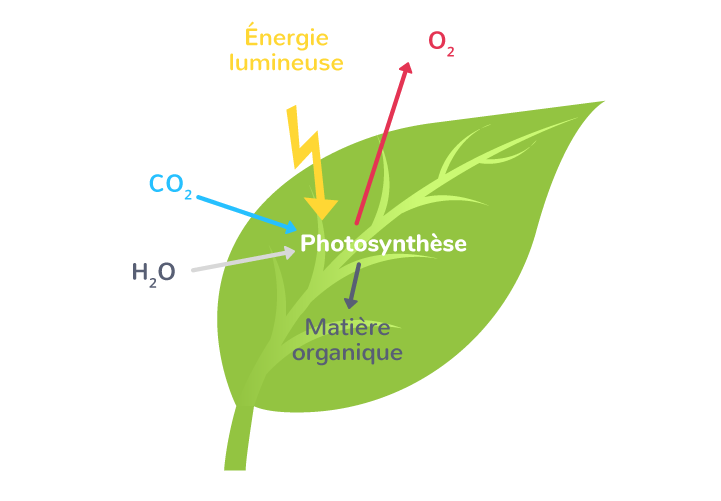 Énergie
lumineuse
O₂
CO₂
H₂O
Photosynthèse
Matière
organique